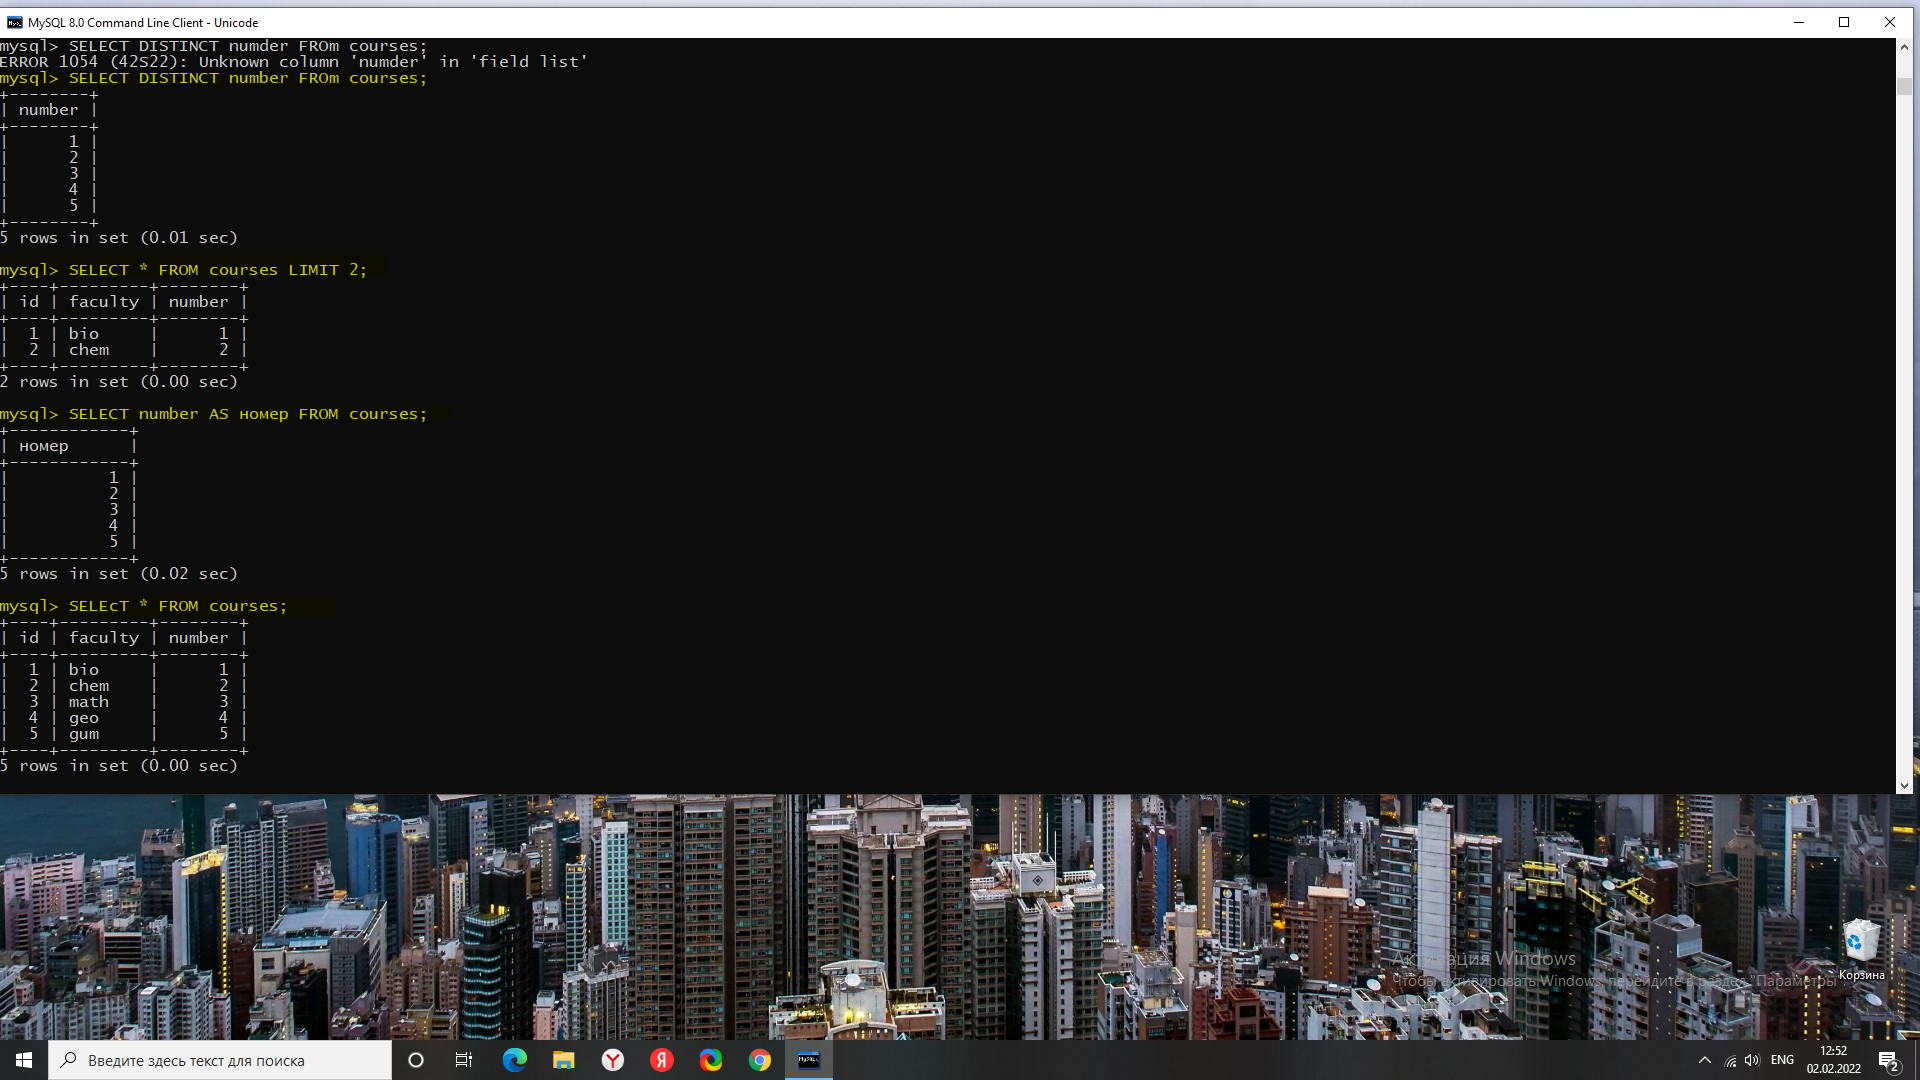 MySQL 8.0 Command Line Client - Unicode
mysql> SELECT DISTINCT numder FROm courses;
ERROR 1054 (42S22): Unknown column 'numder' in 'field list'
mysql> SELECT DISTINCT number FROm courses;
+--------+
| number |
+--------+
|      1 |
|      2 |
|      3 |
|      4 |
|      5 |
+--------+
5 rows in set (0.01 sec)
mysql> SELECT * FROM courses LIMIT 2;
+----+---------+--------+
| id | faculty | number |
+----+---------+--------+
|  1 | bio     |      1 |
|  2 | chem    |      2 |
+----+---------+--------+
2 rows in set (0.00 sec)
mysql> SELECT number AS номер FROM courses;
+------------+
| номер      |
+------------+
|          1 |
|          2 |
|          3 |
|          4 |
|          5 |
+------------+
5 rows in set (0.02 sec)
mysql> SELEcT * FROM courses;
+----+---------+--------+
| id | faculty | number |
+----+---------+--------+
|  1 | bio     |      1 |
|  2 | chem    |      2 |
|  3 | math    |      3 |
|  4 | geo     |      4 |
|  5 | gum     |      5 |
+----+---------+--------+
5 rows in set (0.00 sec)
Активация Windows
Чтобы активировать Windows, перейдите в раздел "Параметры".
Корзина
Введите здесь текст для поиска
ENG
12:52
02.02.2022
2